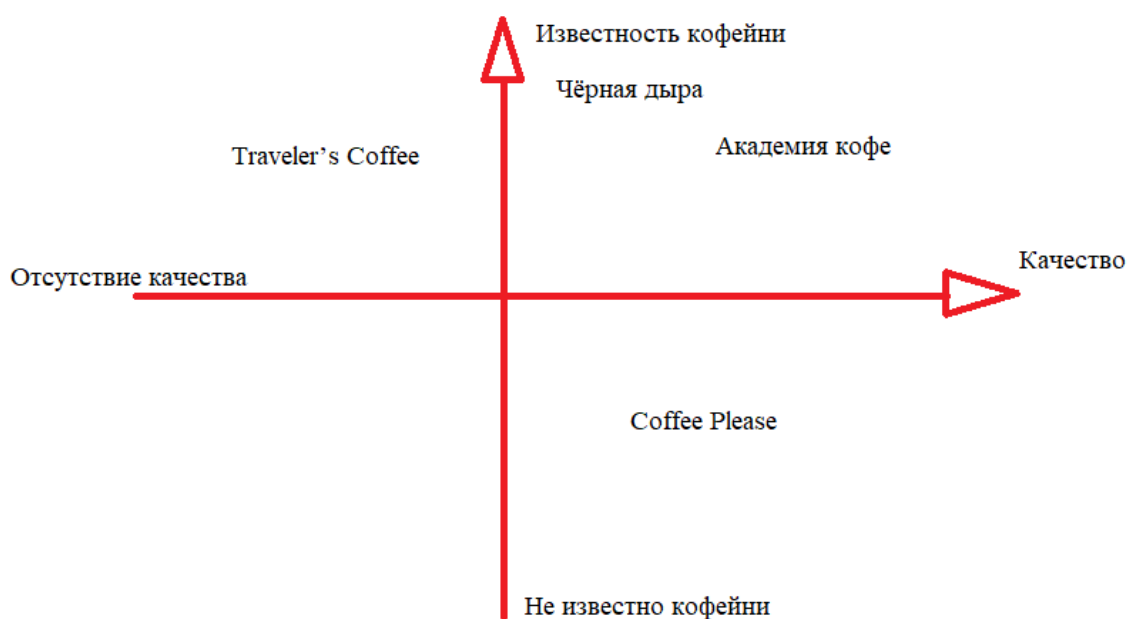 Известность кофейни
Чёрная дыра
Академия кофе
Traveler’s Coffee
Качество
Отсутствие качества
Coffee Please
Не известно кофейни